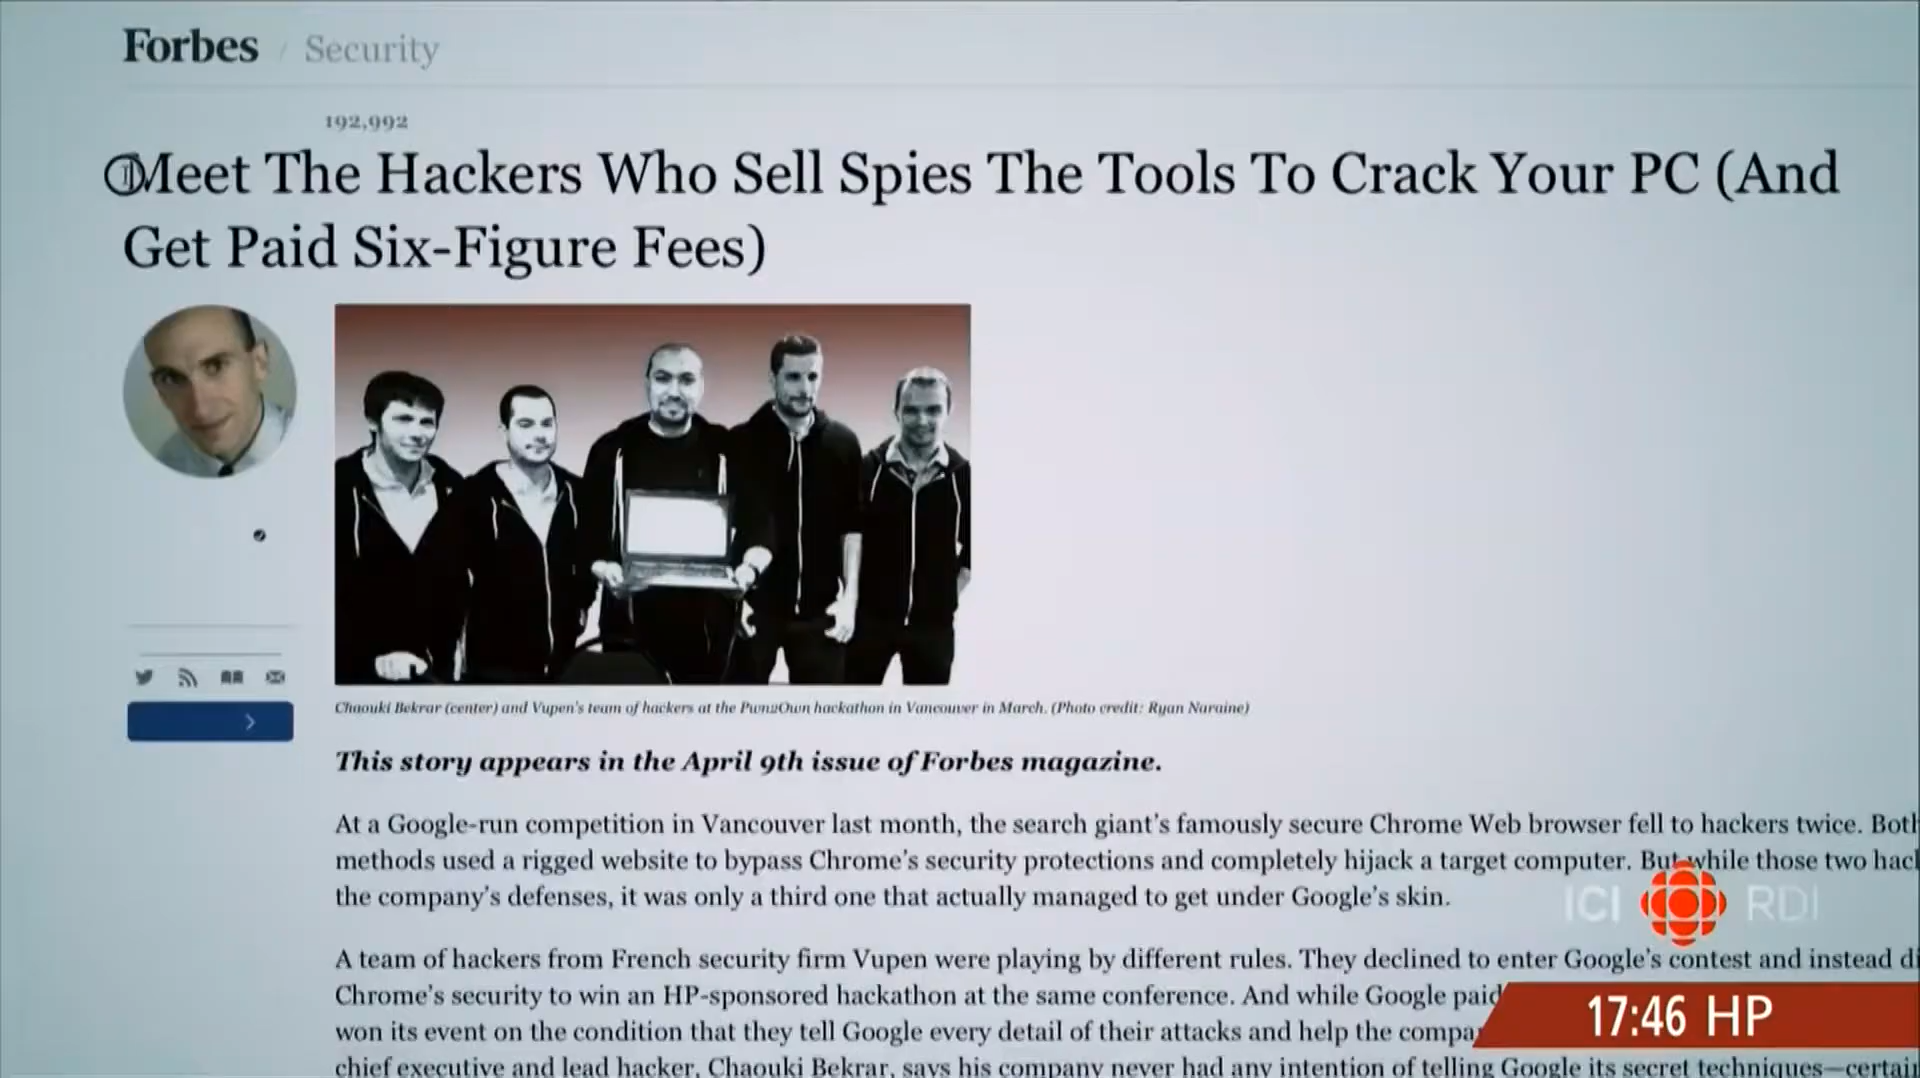 Forbes / Security
192,992
Meet The Hackers Who Sell Spies The Tools To Crack Your PC (And
Get Paid Six-Figure Fees)
Chaouki Bekrar (center) and Vupen's team of hackers at the Pwn2Own hackathon in Vancouver in March. (Photo credit: Ryan Naraine)
This story appears in the April 9th issue of Forbes magazine.
At a Google-run competition in Vancouver last month, the search giant's famously secure Chrome Web browser fell to hackers twice. Both
methods used a rigged website to bypass Chrome's security protections and completely hijack a target computer. But while those two hac
the company's defenses, it was only a third one that actually managed to get under Google's skin.
ICI RDI
A team of hackers from French security firm Vupen were playing by different rules. They declined to enter Google's contest and instead di
Chrome's security to win an HP-sponsored hackathon at the same conference. And while Google paid
17:46 HP
won its event on the condition that they tell Google every detail of their attacks and help the compa
chief executive and lead hacker, Chaouki Bekrar, says his company never had any intention of telling Google its secret techniques—certain